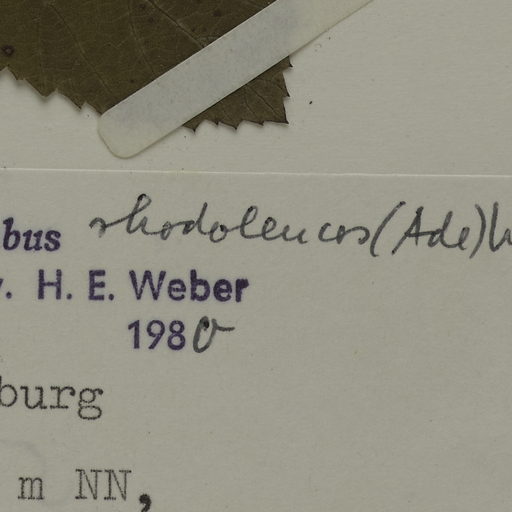 bus rhodoleucos (Ade)
v. H. E. Weber
1980
burg
m NN,